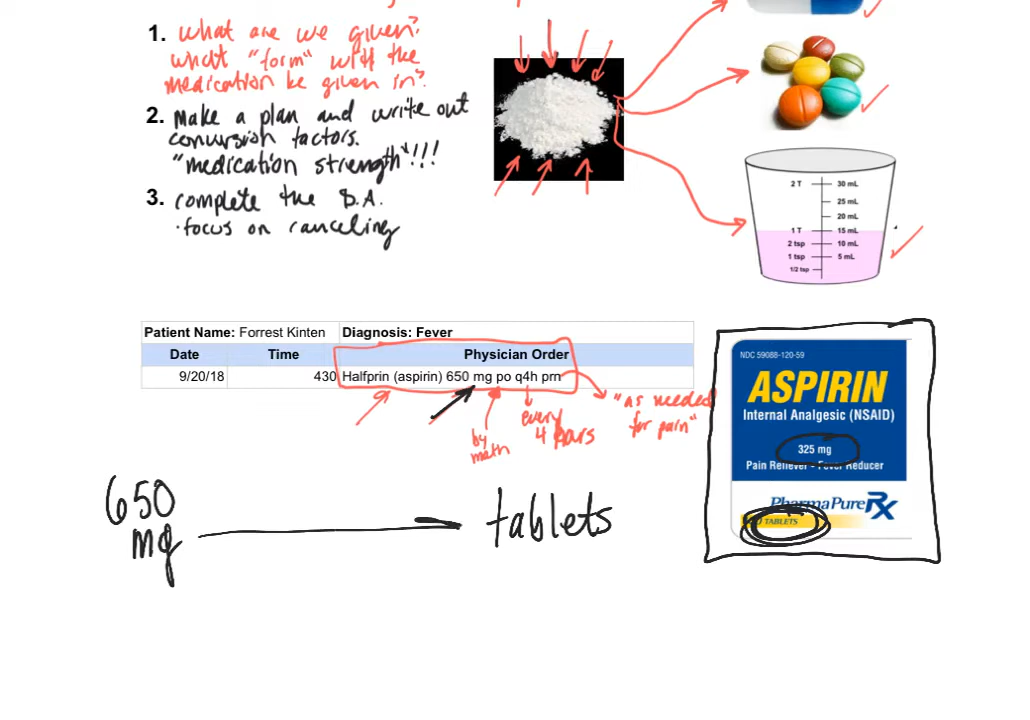 1. what are we given?
what "form" will the
medication be given in?
2. Make a plan and write out
conversion factors.
"medication strength"!!!
3. complete the D.A.
· focus on canceling
2 T
30 mL
25 mL
20 mL
1 T
15 mL
2 tsp
10 mL
1 tsp
5 mL
1/2 tsp
Patient Name: Forrest Kinten Diagnosis: Fever
Date Time Physician Order
9/20/18 430 Halfprin (aspirin) 650 mg po q4h prn
by
every
4 hours
"as needed
for pain"
650
mg
tablets
NDC 59088-120-59
ASPIRIN
Internal Analgesic (NSAID)
325 mg
Pain Reliever - Fever Reducer
PharmaPure Rx
TABLETS